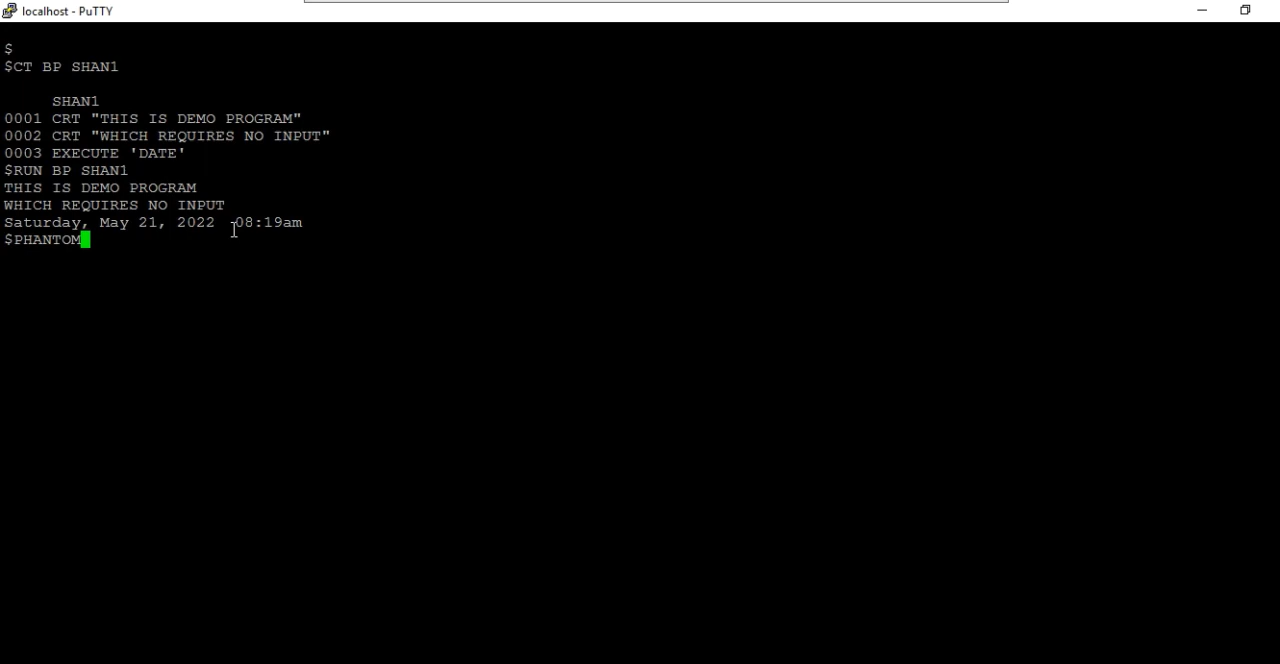 localhost - PuTTY
$
$CT BP SHAN1
SHAN1
0001 CRT "THIS IS DEMO PROGRAM"
0002 CRT "WHICH REQUIRES NO INPUT"
0003 EXECUTE 'DATE'
$RUN BP SHAN1
THIS IS DEMO PROGRAM
WHICH REQUIRES NO INPUT
Saturday, May 21, 2022  08:19am
$PHANTOM